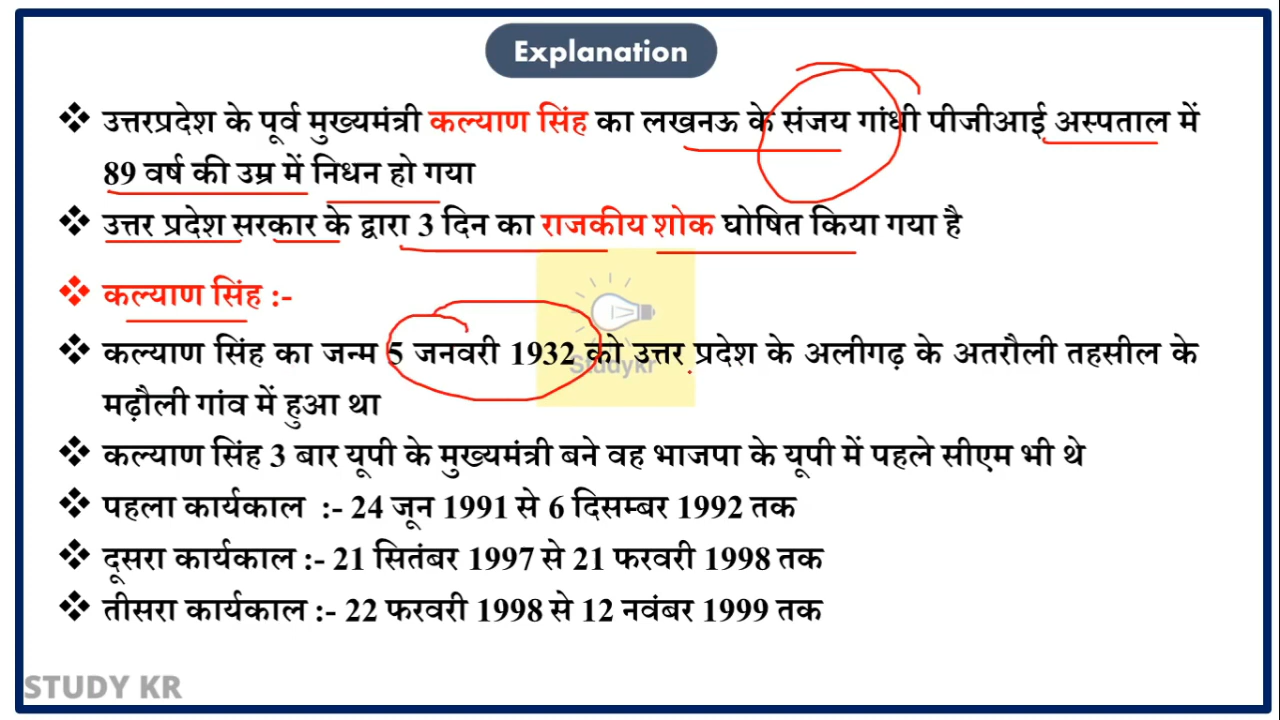 Explanation
❖ उत्तरप्रदेश के पूर्व मुख्यमंत्री कल्याण सिंह का लखनऊ के संजय गांधी पीजीआई अस्पताल में
89 वर्ष की उम्र में निधन हो गया
❖ उत्तर प्रदेश सरकार के द्वारा 3 दिन का राजकीय शोक घोषित किया गया है
❖ कल्याण सिंह :-
❖ कल्याण सिंह का जन्म 5 जनवरी 1932 को उत्तर प्रदेश के अलीगढ़ के अतरौली तहसील के
Studykr
मढ़ौली गांव में हुआ था
❖ कल्याण सिंह 3 बार यूपी के मुख्यमंत्री बने वह भाजपा के यूपी में पहले सीएम भी थे
❖ पहला कार्यकाल :- 24 जून 1991 से 6 दिसम्बर 1992 तक
❖ दूसरा कार्यकाल :- 21 सितंबर 1997 से 21 फरवरी 1998 तक
❖ तीसरा कार्यकाल :- 22 फरवरी 1998 से 12 नवंबर 1999 तक
STUDY KR